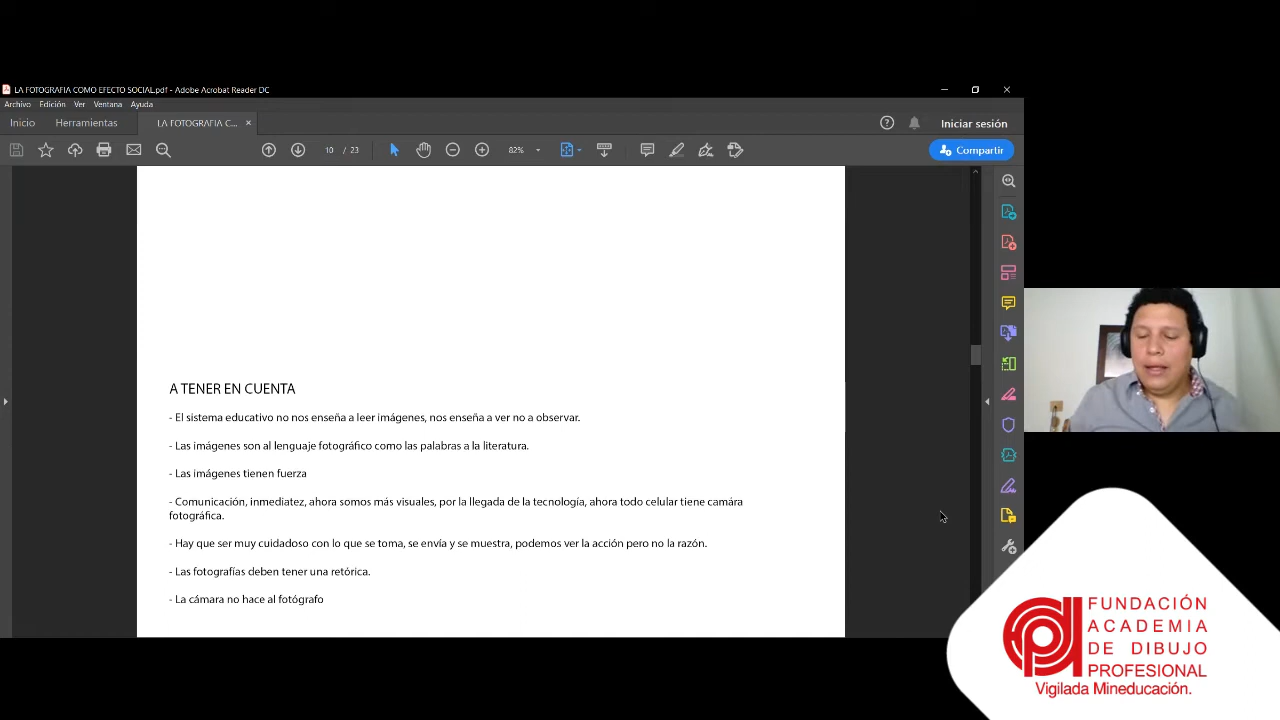 LA FOTOGRAFIA COMO EFECTO SOCIAL.pdf - Adobe Acrobat Reader DC
Archivo Edición Ver Ventana Ayuda
Inicio Herramientas LA FOTOGRAFIA C... Iniciar sesión
10 / 23 82% Compartir
A TENER EN CUENTA
- El sistema educativo no nos enseña a leer imágenes, nos enseña a ver no a observar.
- Las imágenes son al lenguaje fotográfico como las palabras a la literatura.
- Las imágenes tienen fuerza
- Comunicación, inmediatez, ahora somos más visuales, por la llegada de la tecnología, ahora todo celular tiene camára
fotográfica.
- Hay que ser muy cuidadoso con lo que se toma, se envía y se muestra, podemos ver la acción pero no la razón.
- Las fotografías deben tener una retórica.
- La cámara no hace al fotógrafo
FUNDACIÓN
ACADEMIA
DE DIBUJO
PROFESIONAL
Vigilada Mineducación.